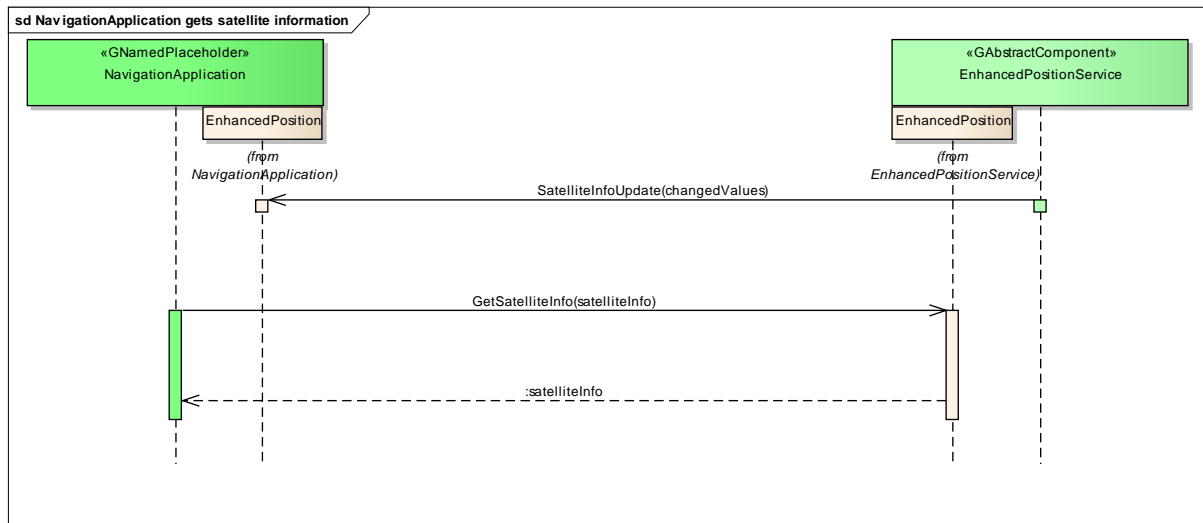 sd NavigationApplication gets satellite information
«GNamedPlaceholder»
NavigationApplication
«GAbstractComponent»
EnhancedPositionService
EnhancedPosition
EnhancedPosition
(from
NavigationApplication)
(from
EnhancedPositionService)
SatelliteInfoUpdate(changedValues)
GetSatelliteInfo(satelliteInfo)
:satelliteInfo